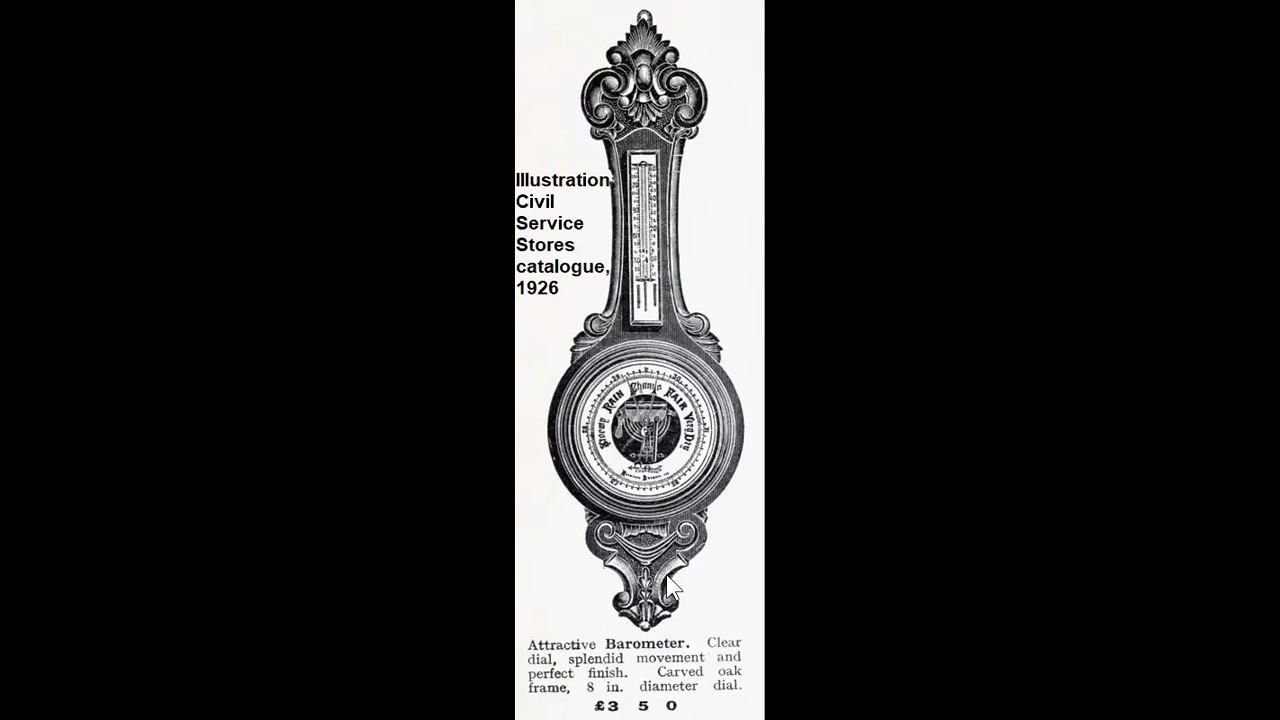 Illustration,
Civil
Service
Stores
catalogue,
1926
Stormy RAIN Change FAIR Very Dry
Attractive Barometer. Clear
dial, splendid movement and
perfect finish. Carved oak
frame, 8 in. diameter dial.
£3 5 0